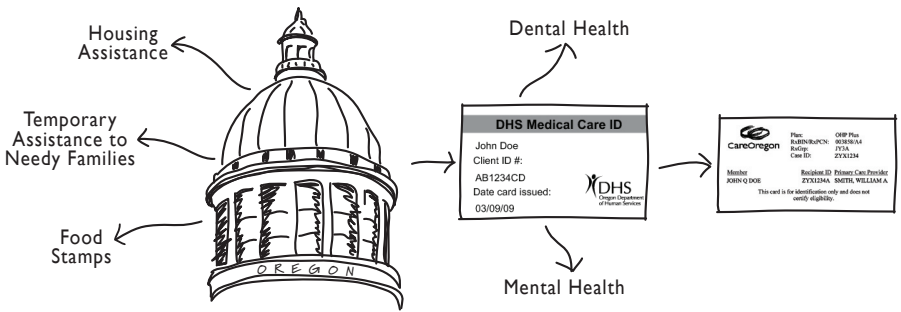 Housing
Assistance
Temporary
Assistance to
Needy Families
Food
Stamps
OREGON
Dental Health
DHS Medical Care ID
John Doe
Client ID #:
AB1234CD
Date card issued:
03/09/09
DHS
Oregon Department
of Human Services
Mental Health
CareOregon
Plan: OHP Plus
RxBIN/RxPCN: 003858/A4
RxGrp: JY3A
Case ID: ZYX1234
Member Recipient ID Primary Care Provider
JOHN Q DOE ZYX1234A SMITH, WILLIAM A
This card is for identification only and does not
certify eligibility.